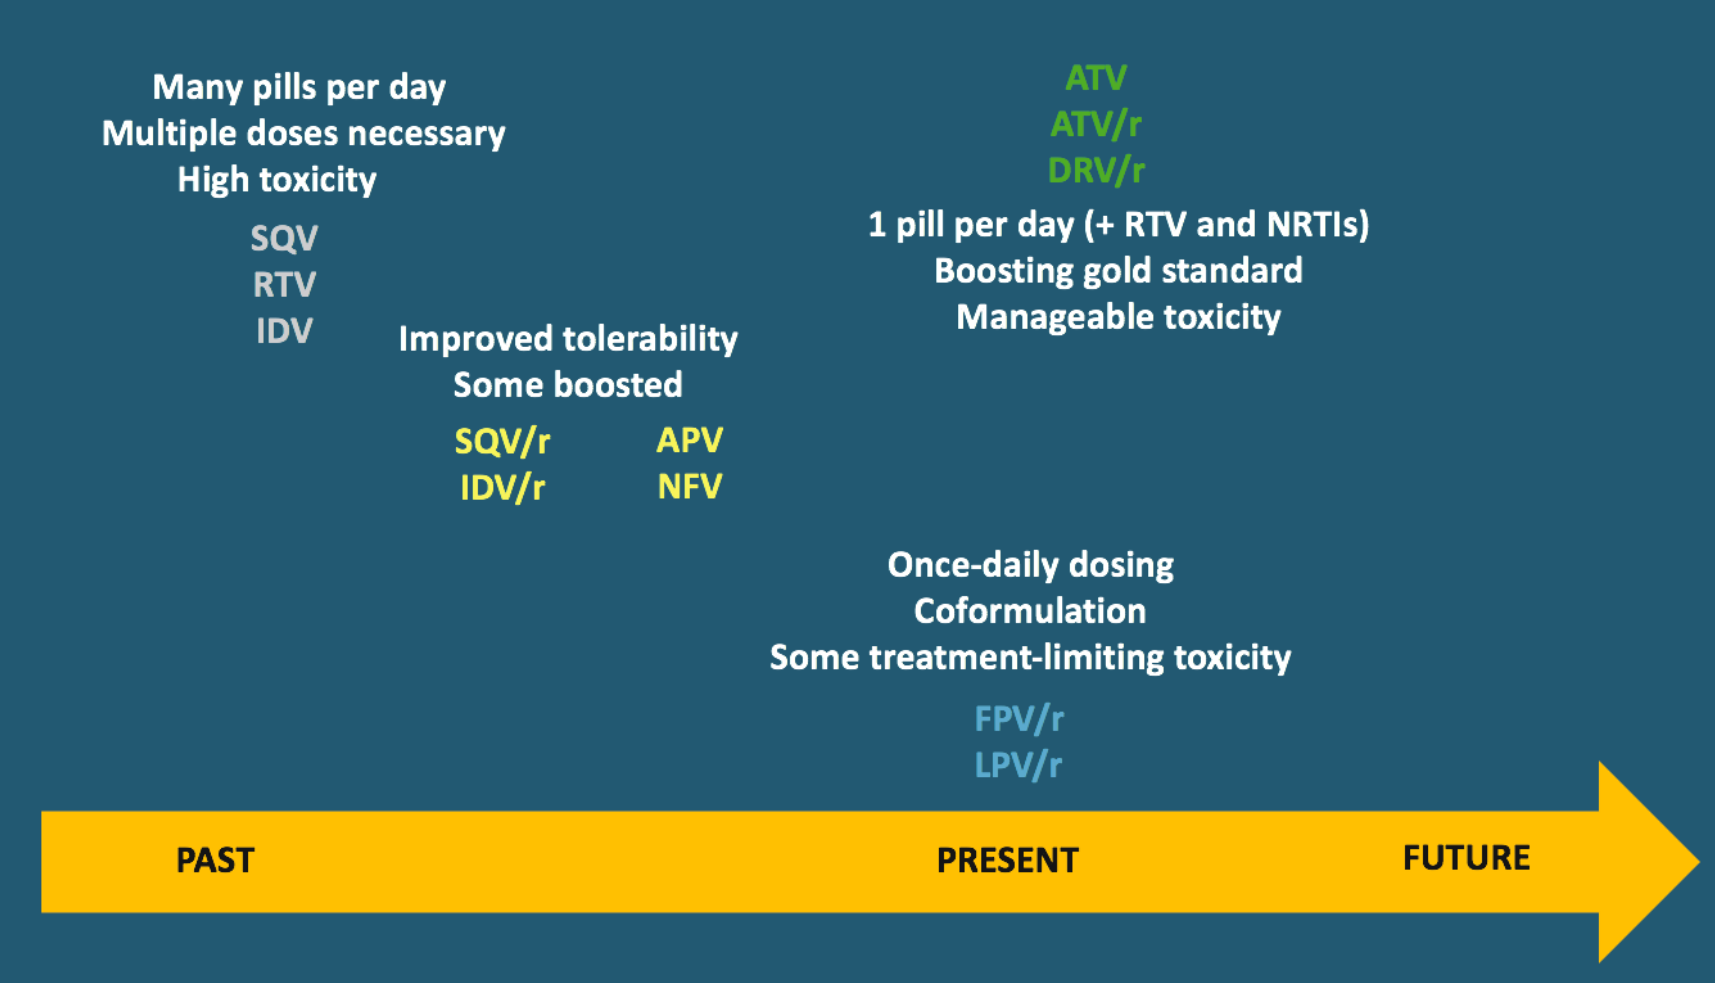 Many pills per day
Multiple doses necessary
High toxicity
SQV
RTV
IDV
Improved tolerability
Some boosted
SQV/r APV
IDV/r NFV
ATV
ATV/r
DRV/r
1 pill per day (+ RTV and NRTIs)
Boosting gold standard
Manageable toxicity
Once-daily dosing
Coformulation
Some treatment-limiting toxicity
FPV/r
LPV/r
PAST PRESENT FUTURE